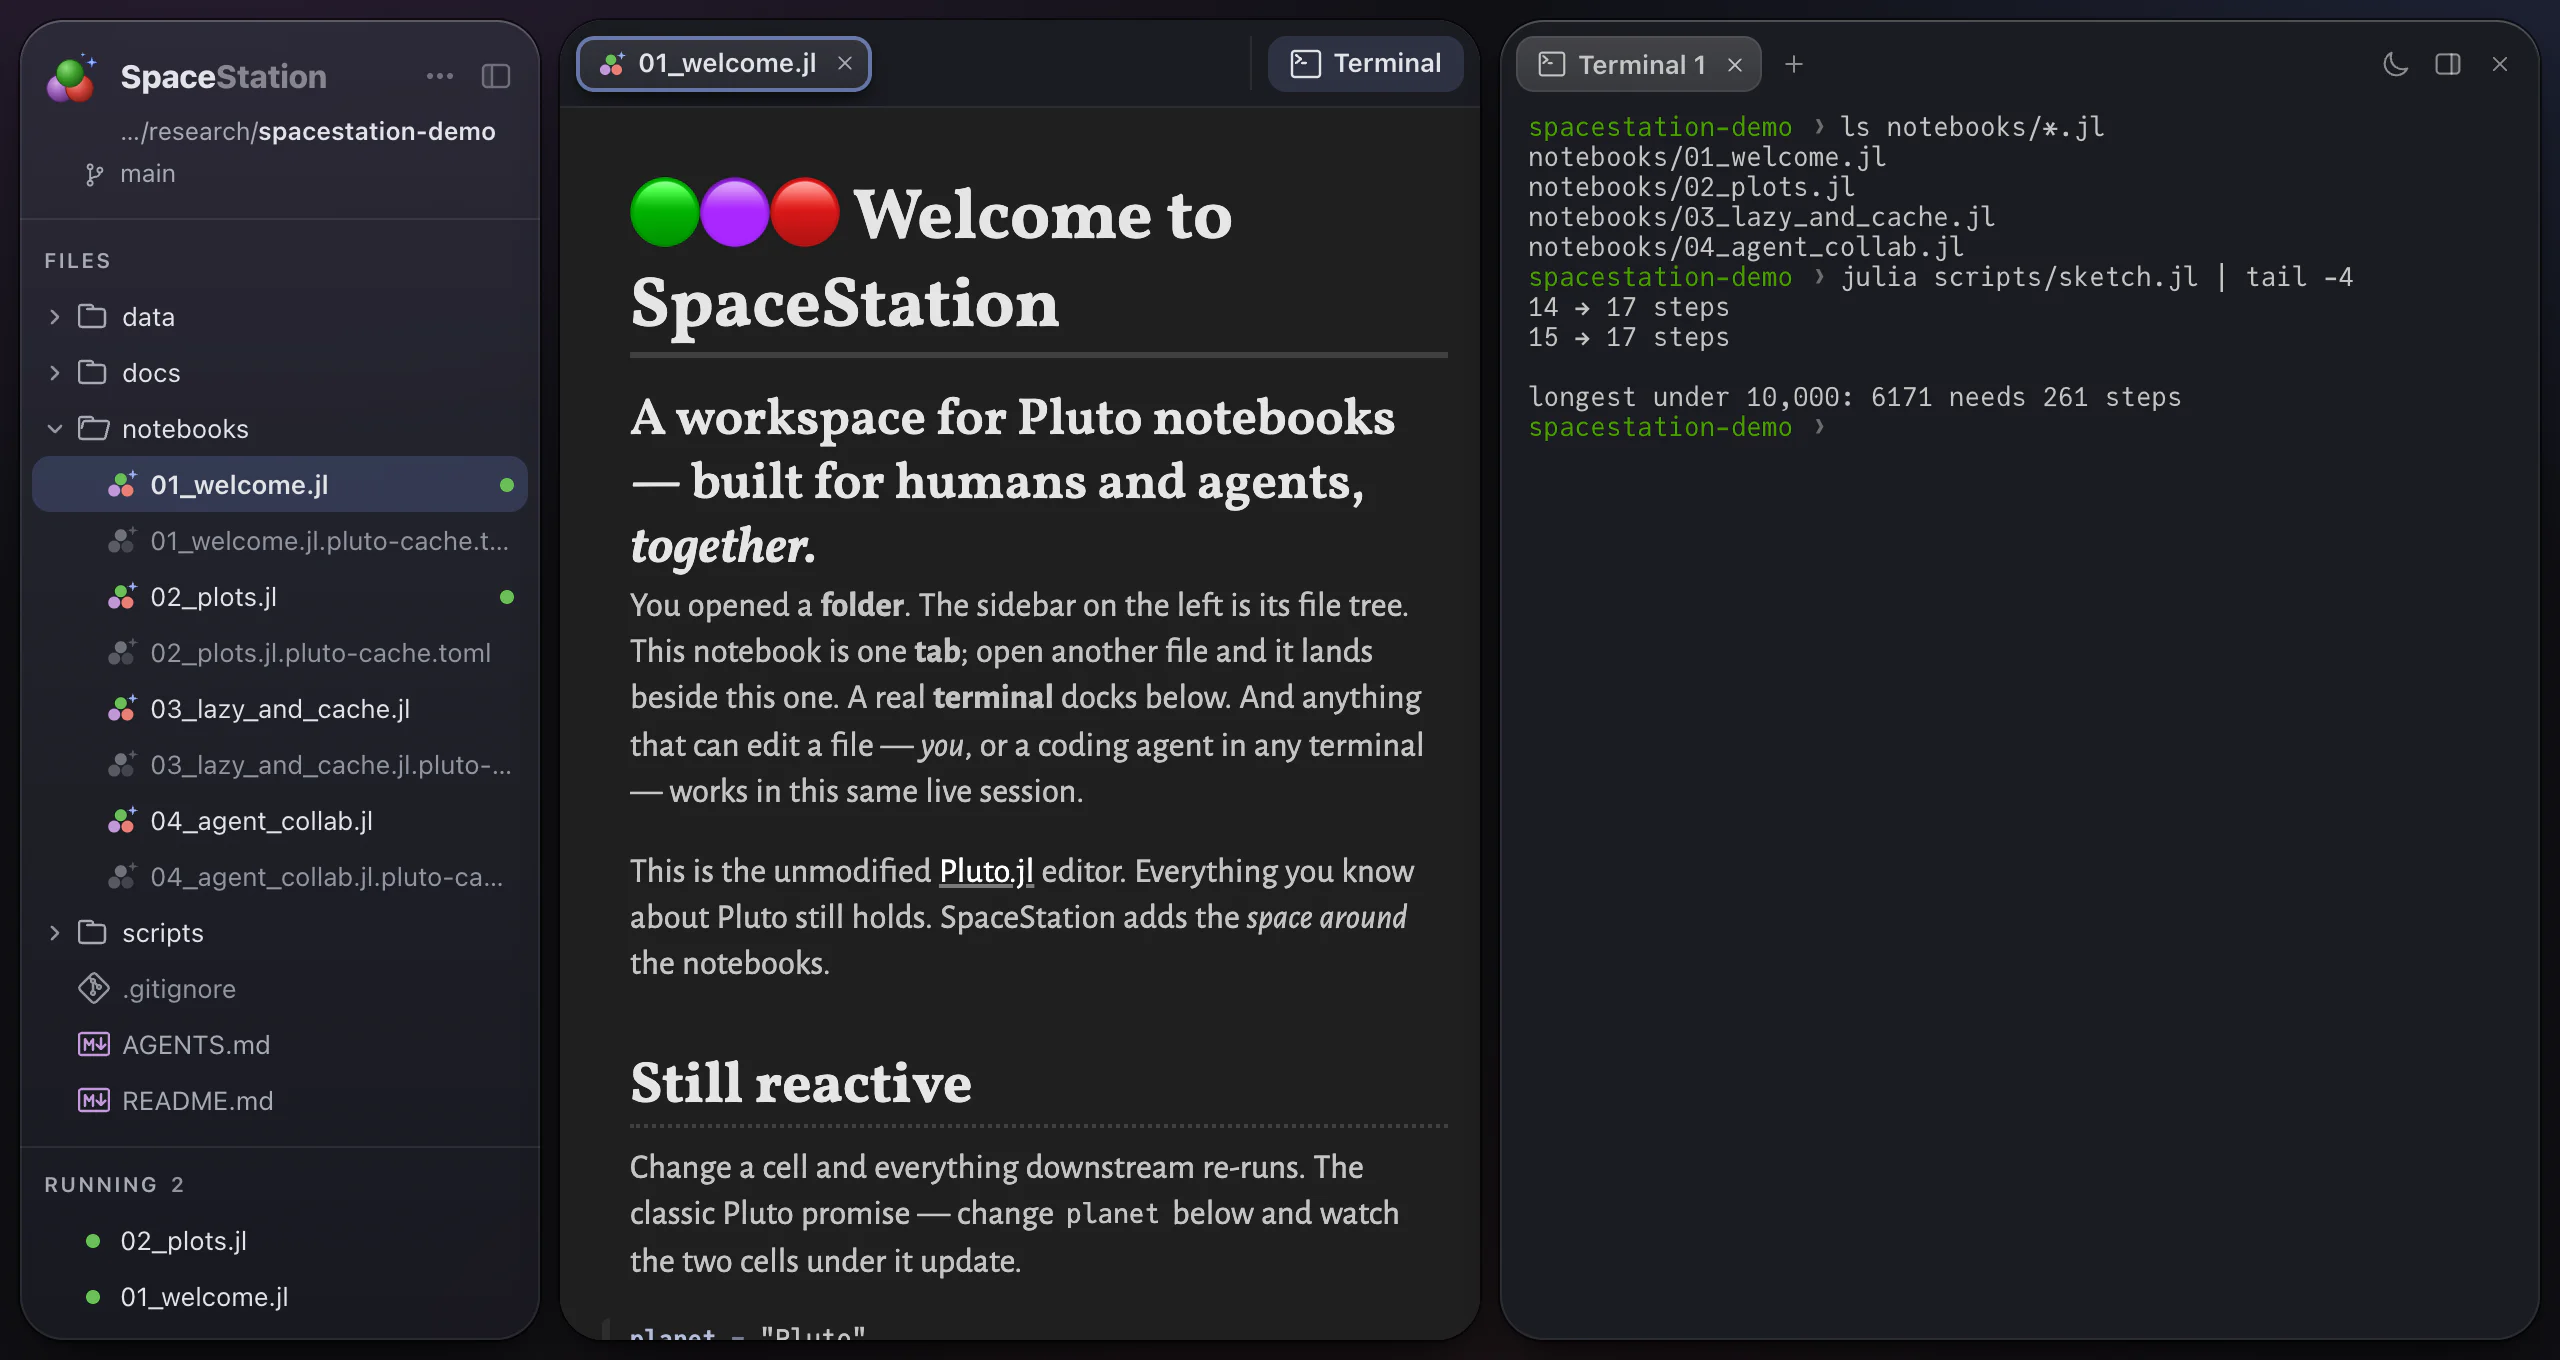 SpaceStation
.../research/spacestation-demo
main
FILES
data
docs
notebooks
01_welcome.jl
01_welcome.jl.pluto-cache.t...
02_plots.jl
02_plots.jl.pluto-cache.toml
03_lazy_and_cache.jl
03_lazy_and_cache.jl.pluto-...
04_agent_collab.jl
04_agent_collab.jl.pluto-ca...
scripts
.gitignore
AGENTS.md
README.md
RUNNING 2
02_plots.jl
01_welcome.jl
01_welcome.jl
Terminal
Welcome to
SpaceStation
A workspace for Pluto notebooks
— built for humans and agents,
together.
You opened a folder. The sidebar on the left is its file tree.
This notebook is one tab; open another file and it lands
beside this one. A real terminal docks below. And anything
that can edit a file — you, or a coding agent in any terminal
— works in this same live session.
This is the unmodified Pluto.jl editor. Everything you know
about Pluto still holds. SpaceStation adds the space around
the notebooks.
Still reactive
Change a cell and everything downstream re-runs. The
classic Pluto promise — change planet below and watch
the two cells under it update.
planet = "Pluto"
Terminal 1
spacestation-demo › ls notebooks/*.jl
notebooks/01_welcome.jl
notebooks/02_plots.jl
notebooks/03_lazy_and_cache.jl
notebooks/04_agent_collab.jl
spacestation-demo › julia scripts/sketch.jl | tail -4
14 → 17 steps
15 → 17 steps
longest under 10,000: 6171 needs 261 steps
spacestation-demo ›